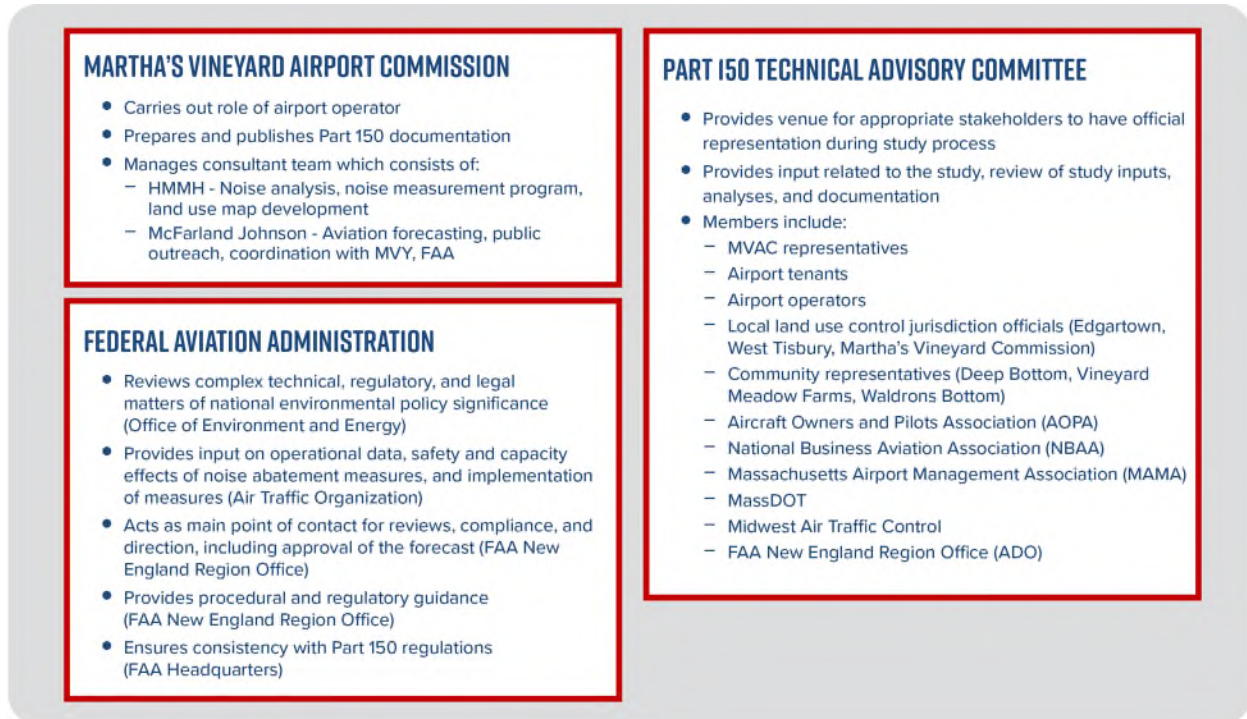 MARTHA'S VINEYARD AIRPORT COMMISSION
• Carries out role of airport operator
• Prepares and publishes Part 150 documentation
• Manages consultant team which consists of:
– HMMH - Noise analysis, noise measurement program,
land use map development
– McFarland Johnson - Aviation forecasting, public
outreach, coordination with MVY, FAA
FEDERAL AVIATION ADMINISTRATION
• Reviews complex technical, regulatory, and legal
matters of national environmental policy significance
(Office of Environment and Energy)
• Provides input on operational data, safety and capacity
effects of noise abatement measures, and implementation
of measures (Air Traffic Organization)
• Acts as main point of contact for reviews, compliance, and
direction, including approval of the forecast (FAA New
England Region Office)
• Provides procedural and regulatory guidance
(FAA New England Region Office)
• Ensures consistency with Part 150 regulations
(FAA Headquarters)
PART 150 TECHNICAL ADVISORY COMMITTEE
• Provides venue for appropriate stakeholders to have official
representation during study process
• Provides input related to the study, review of study inputs,
analyses, and documentation
• Members include:
– MVAC representatives
– Airport tenants
– Airport operators
– Local land use control jurisdiction officials (Edgartown,
West Tisbury, Martha's Vineyard Commission)
– Community representatives (Deep Bottom, Vineyard
Meadow Farms, Waldrons Bottom)
– Aircraft Owners and Pilots Association (AOPA)
– National Business Aviation Association (NBAA)
– Massachusetts Airport Management Association (MAMA)
– MassDOT
– Midwest Air Traffic Control
– FAA New England Region Office (ADO)